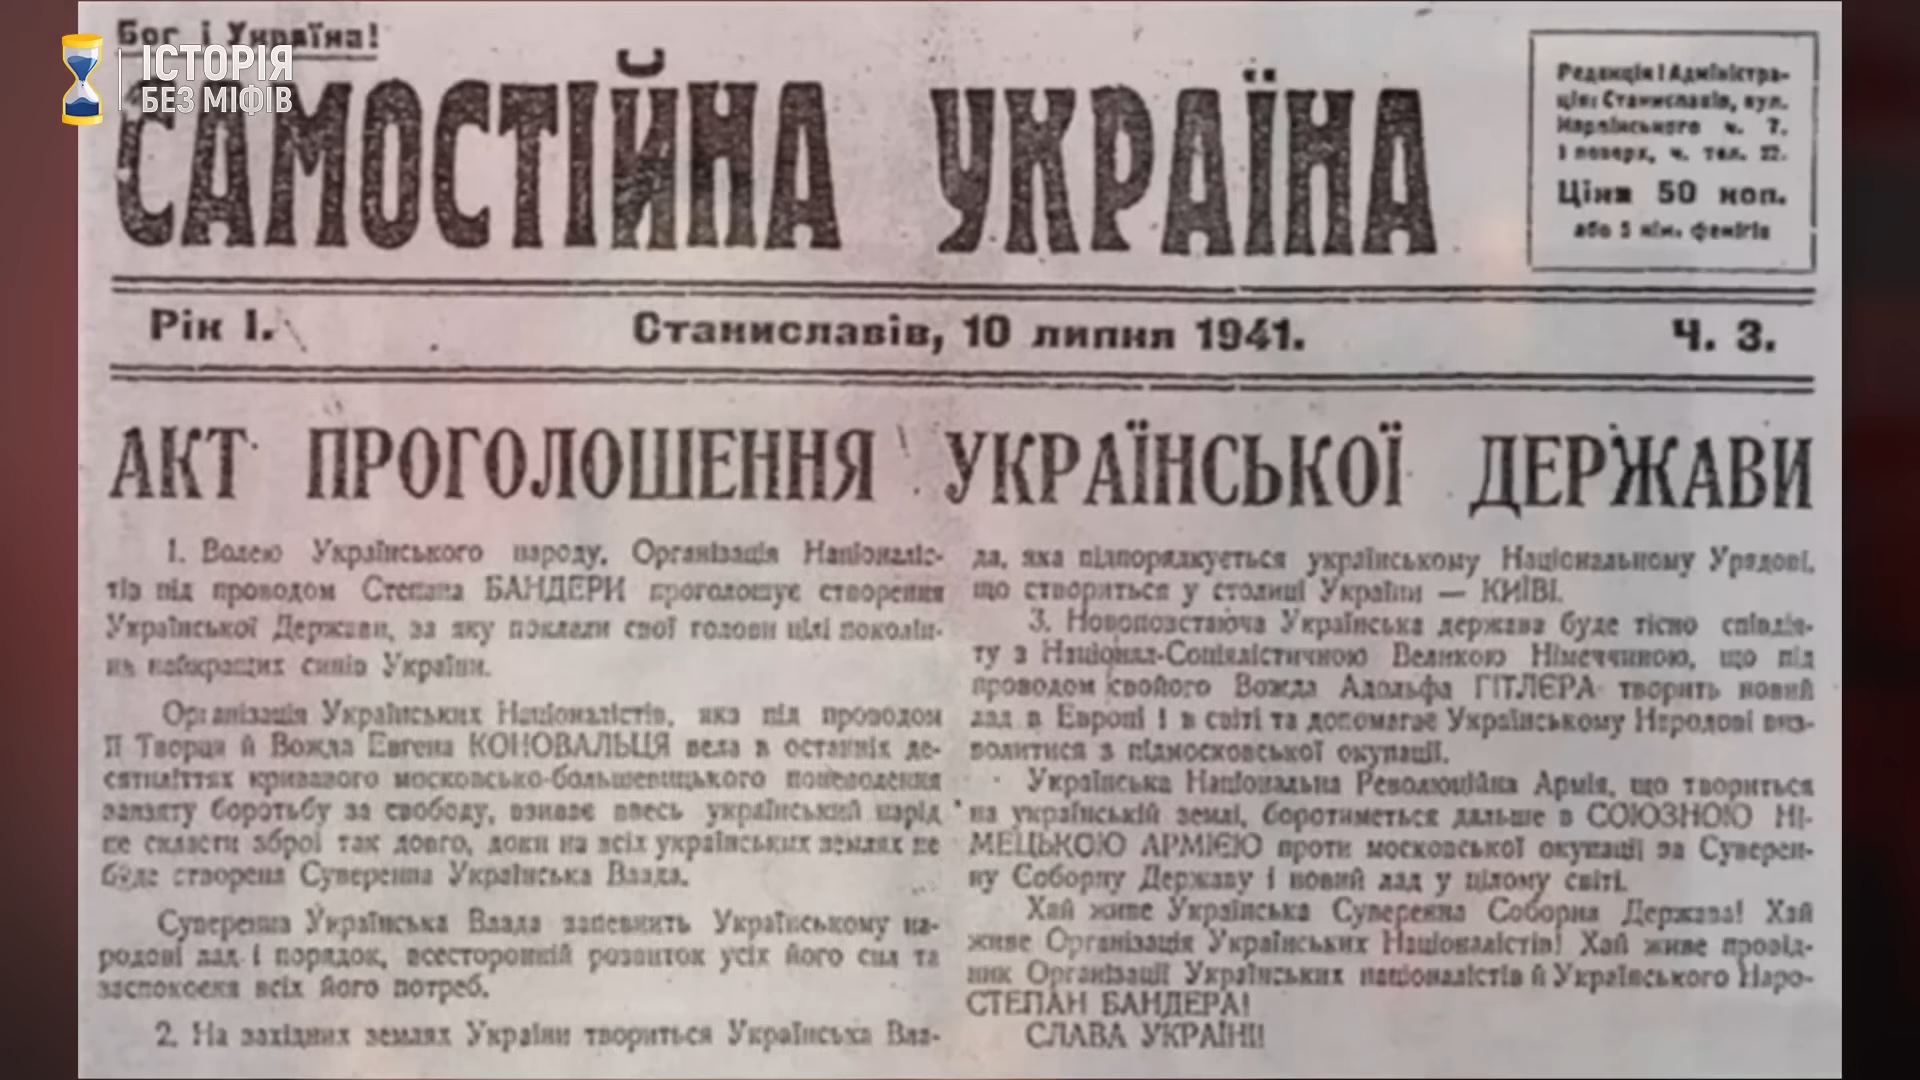 Бог і Україна!
ІСТОРІЯ
БЕЗ МІФІВ
САМОСТІЙНА УКРАЇНА
Редакція і Адміністра-
ція: Станиславів, вул.
ч. 7.
І поверх, ч. тел. 22.
Ціна 50 коп.
або 5 нім. фенігів
Рік І.
Станиславів, 10 липня 1941.
Ч. 3.
АКТ ПРОГОЛОШЕННЯ УКРАЇНСЬКОЇ ДЕРЖАВИ
1. Волею Українського народу, Організація Націоналіс-
тів під проводом Степана БАНДЕРИ проголошує створення
Української Держави, за яку поклали свої голови цілі поколін-
ня найкращих синів України.
Організація Українських Націоналістів, яка під проводом
її Творця й Вождя Евгена КОНОВАЛЬЦЯ вела в останніх де-
сятиліттях кривавого московсько-большевицького поневолення
завзяту боротьбу за свободу, взиває ввесь український нарід
не скласти зброї так довго, доки на всіх українських землях не
буде створена Суверенна Українська Влада.
Суверенна Українська Влада запевнить Українському на-
родові лад і порядок, всесторонній розвиток усіх його сил та
заспокоєня всіх його потреб.
2. На західних землях України твориться Українська Вла-
да, яка підпорядкується українському Національному Урядові,
що створиться у столиці України — КИЇВІ.
3. Новоповстаюча Українська держава буде тісно співдія-
ти з Націонал-Соціялістичною Великою Німеччиною, що під
проводом свойого Вожда Адольфа ГІТЛЄРА творить новий
лад в Европі і в світі та допомагає Українському Народові виз-
волитися з підмосковської окупації.
Українська Національна Революційна Армія, що твориться
на українській землі, боротиметься дальше в СОЮЗНОЮ НІ-
МЕЦЬКОЮ АРМІЄЮ проти московської окупації за Суверен-
ну Соборну Державу і новий лад у цілому світі.
Хай живе Українська Суверенна Соборна Держава! Хай
живе Організація Українських Націоналістів! Хай живе провід-
ник Організації Українських націоналістів й Українського Наро-
СТЕПАН БАНДЕРА!
СЛАВА УКРАЇНІ!